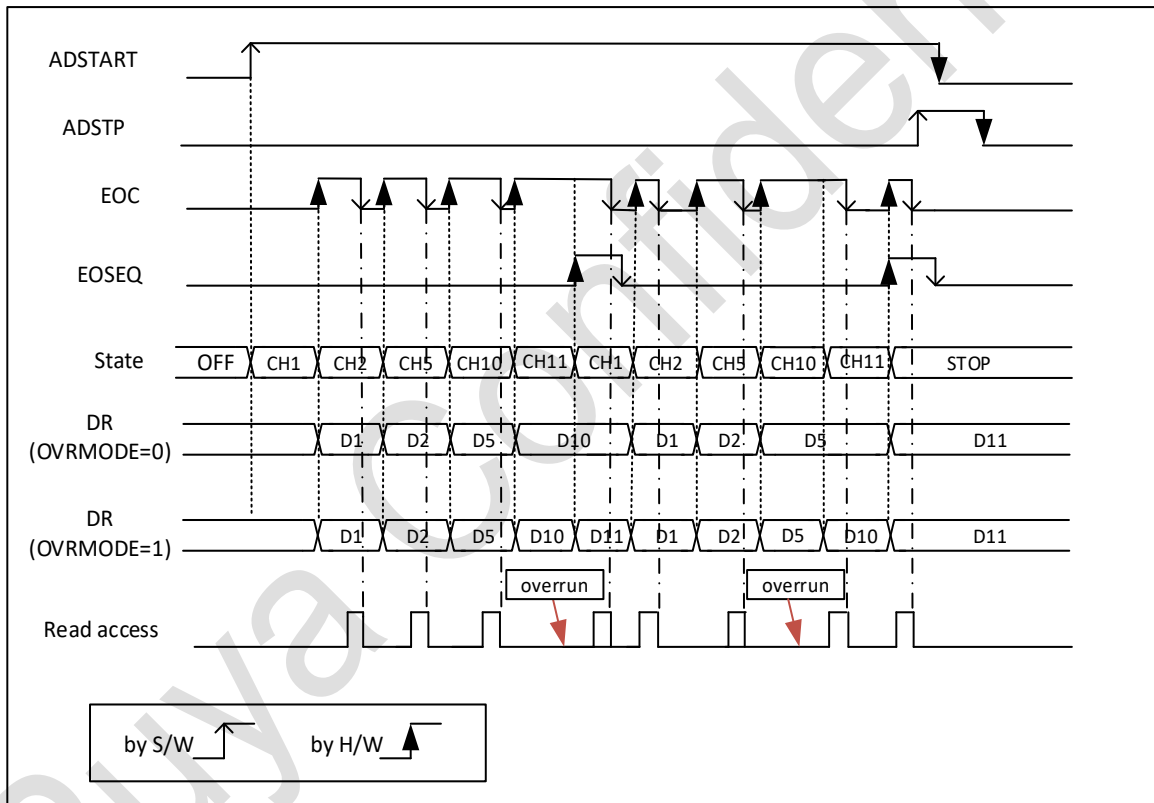 ADSTART
ADSTP
EOC
EOSEQ
State OFF CH1 CH2 CH5 CH10 CH11 CH1 CH2 CH5 CH10 CH11 STOP
DR
(OVRMODE=0) D1 D2 D5 D10 D1 D2 D5 D11
DR
(OVRMODE=1) D1 D2 D5 D10 D11 D1 D2 D5 D10 D11
overrun overrun
Read access
by S/W by H/W